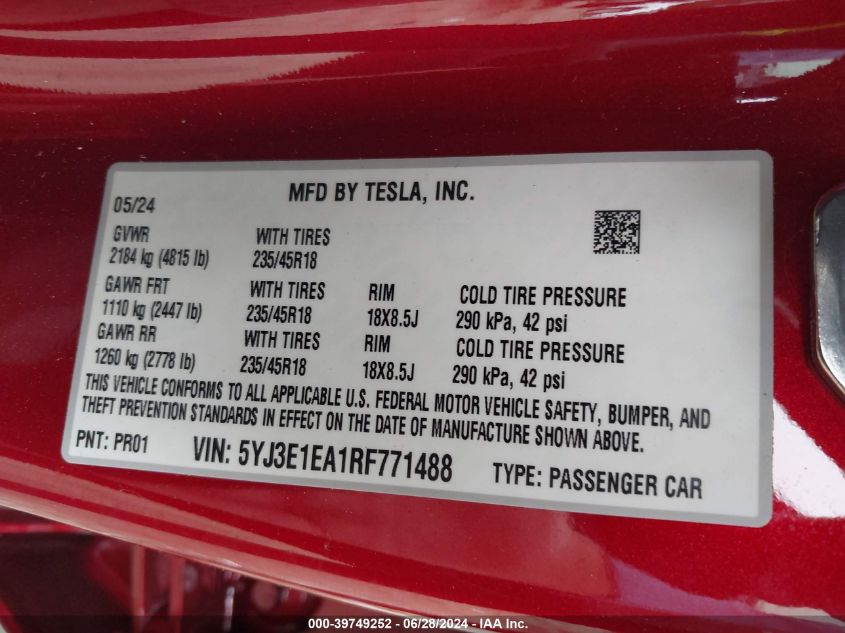 MFD BY TESLA, INC.
05/24
GVWR WITH TIRES
2184 kg (4815 lb) 235/45R18
GAWR FRT WITH TIRES RIM COLD TIRE PRESSURE
1110 kg (2447 lb) 235/45R18 18X8.5J 290 kPa, 42 psi
GAWR RR WITH TIRES RIM COLD TIRE PRESSURE
1260 kg (2778 lb) 235/45R18 18X8.5J 290 kPa, 42 psi
THIS VEHICLE CONFORMS TO ALL APPLICABLE U.S. FEDERAL MOTOR VEHICLE SAFETY, BUMPER, AND
THEFT PREVENTION STANDARDS IN EFFECT ON THE DATE OF MANUFACTURE SHOWN ABOVE.
PNT: PR01 VIN: 5YJ3E1EA1RF771488 TYPE: PASSENGER CAR
000-39749252 - 06/28/2024 - IAA Inc.